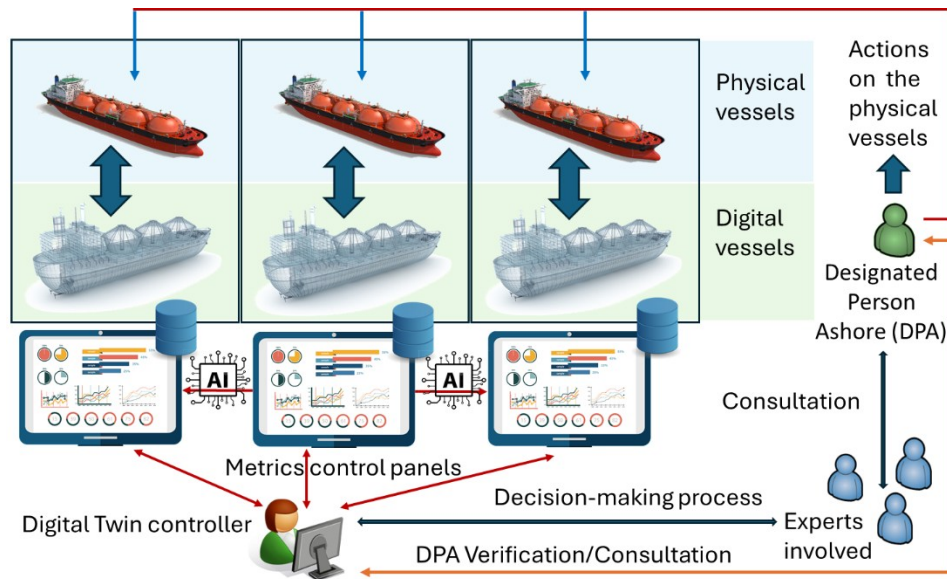 Physical
vessels
Actions
on the
physical
vessels
Digital
vessels
Designated
Person
Ashore (DPA)
AI
AI
Consultation
Metrics control panels
Decision-making process
Digital Twin controller
Experts
involved
DPA Verification/Consultation